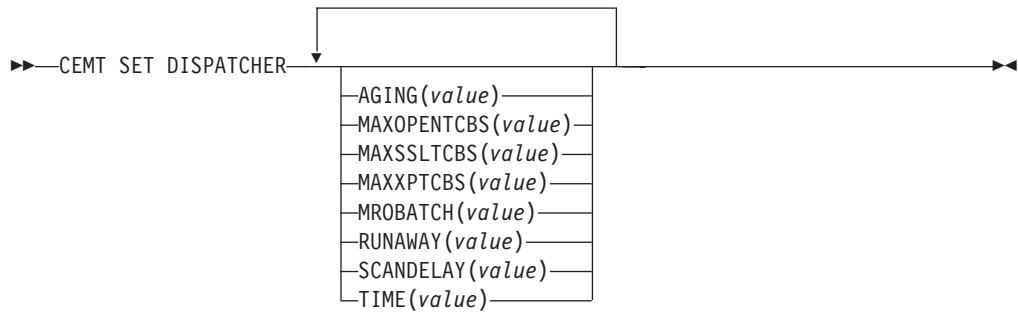 CEMT SET DISPATCHER
AGING(value)
MAXOPENTCBS(value)
MAXSSLTCBS(value)
MAXXPTCBS(value)
MROBATCH(value)
RUNAWAY(value)
SCANDELAY(value)
TIME(value)